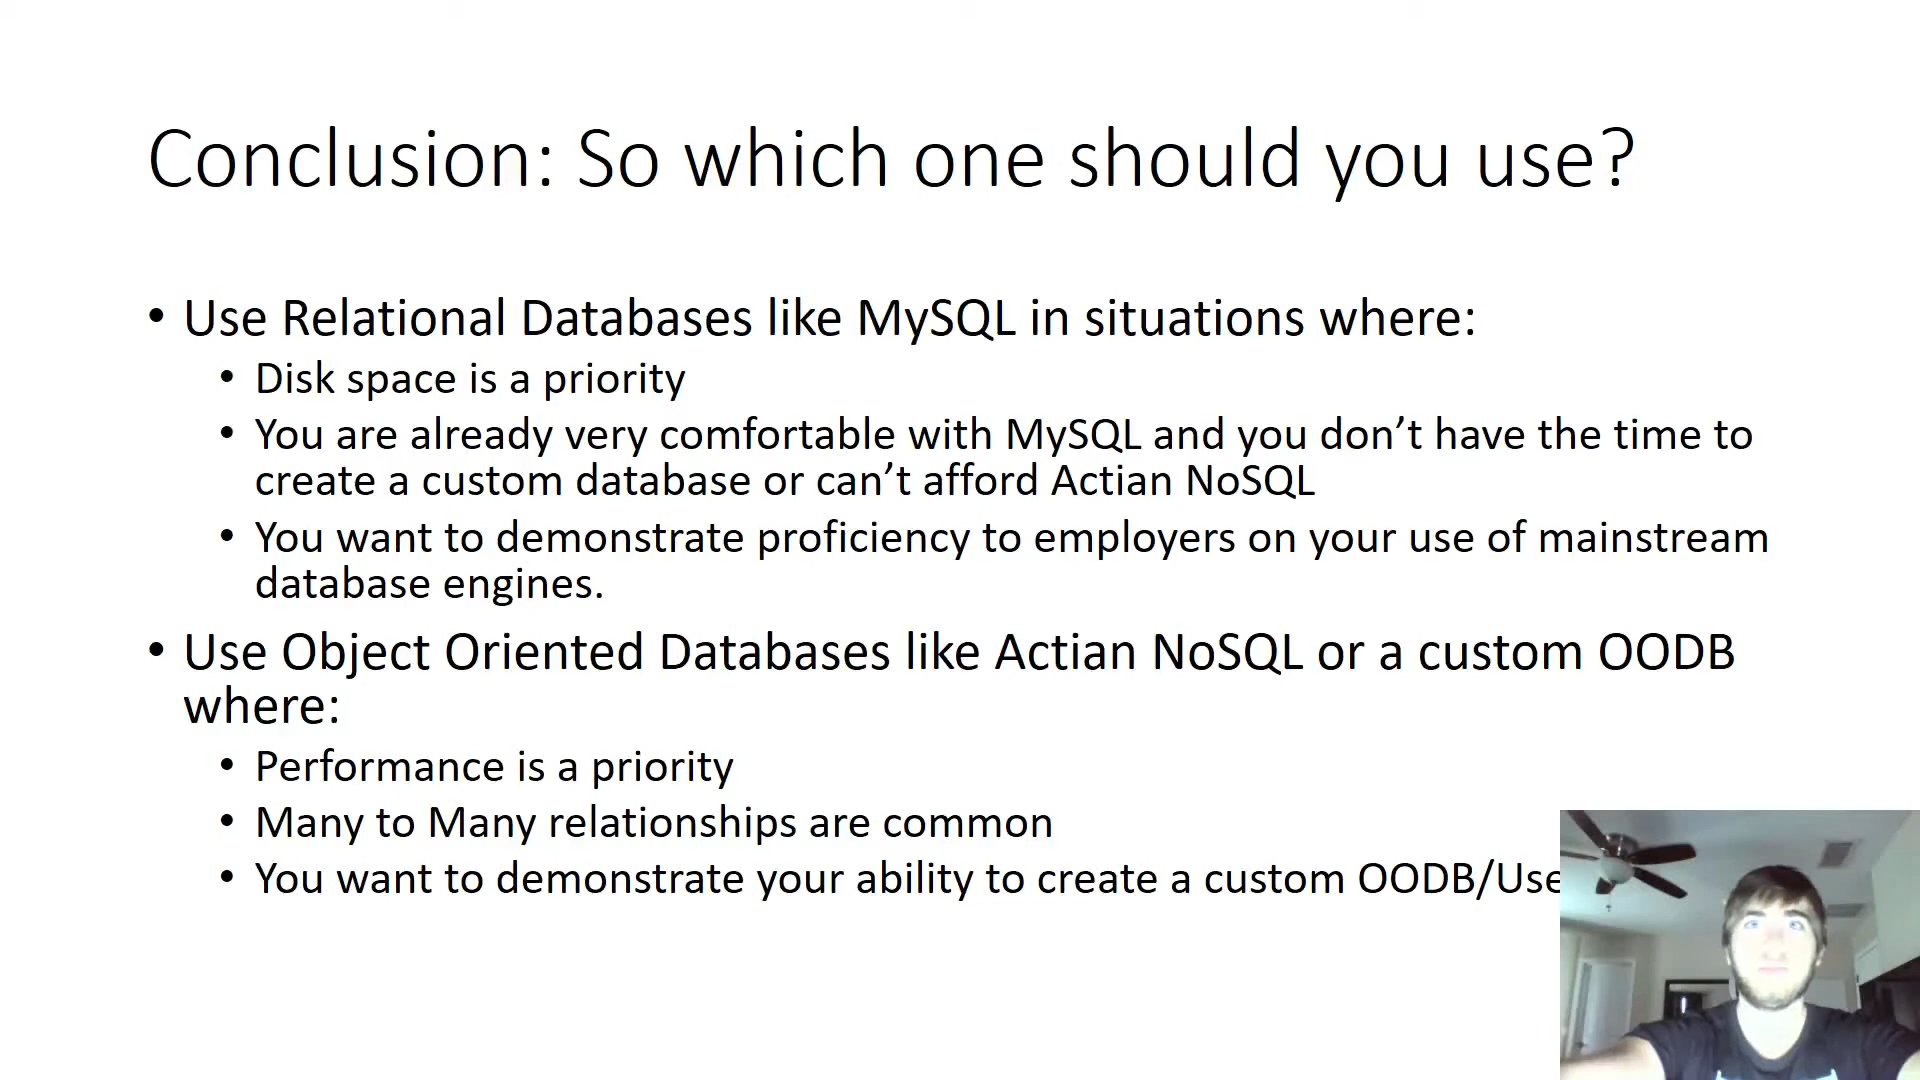 Conclusion: So which one should you use?
• Use Relational Databases like MySQL in situations where:
• Disk space is a priority
• You are already very comfortable with MySQL and you don’t have the time to
create a custom database or can’t afford Actian NoSQL
• You want to demonstrate proficiency to employers on your use of mainstream
database engines.
• Use Object Oriented Databases like Actian NoSQL or a custom OODB
where:
• Performance is a priority
• Many to Many relationships are common
• You want to demonstrate your ability to create a custom OODB/Use